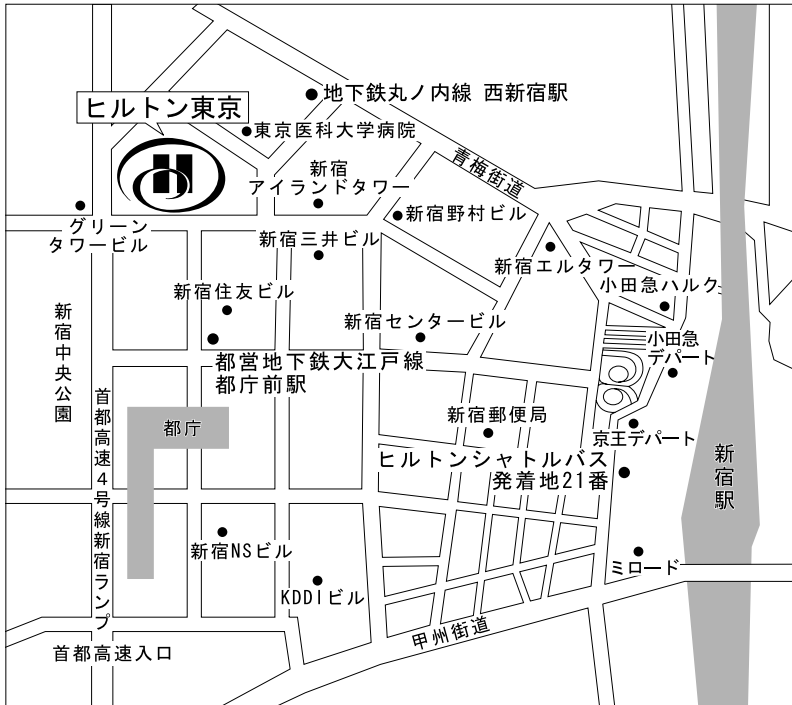 地下鉄丸ノ内線 西新宿駅
ヒルトン東京
東京医科大学病院
青梅街道
新宿
アイランドタワー
新宿野村ビル
グリーン
タワービル
新宿三井ビル
新宿エルタワー
小田急ハルク
新宿住友ビル
新宿センタービル
新宿中央公園
小田急
デパート
都営地下鉄大江戸線
都庁前駅
首都高速4号線新宿ランプ
都庁
新宿郵便局
京王デパート
ヒルトンシャトルバス
発着地21番
新宿駅
新宿NSビル
ミロード
KDDIビル
甲州街道
首都高速入口